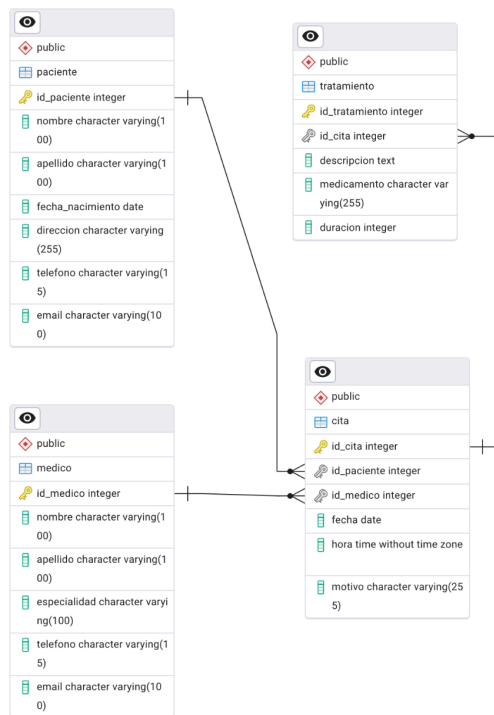 public
paciente
id_paciente integer
nombre character varying(1
00)
apellido character varying(1
00)
fecha_nacimiento date
direccion character varying
(255)
telefono character varying(1
5)
email character varying(10
0)
public
tratamiento
id_tratamiento integer
id_cita integer
descripcion text
medicamento character var
ying(255)
duracion integer
public
medico
id_medico integer
nombre character varying(1
00)
apellido character varying(1
00)
especialidad character varyi
ng(100)
telefono character varying(1
5)
email character varying(10
0)
public
cita
id_cita integer
id_paciente integer
id_medico integer
fecha date
hora time without time zone
motivo character varying(25
5)